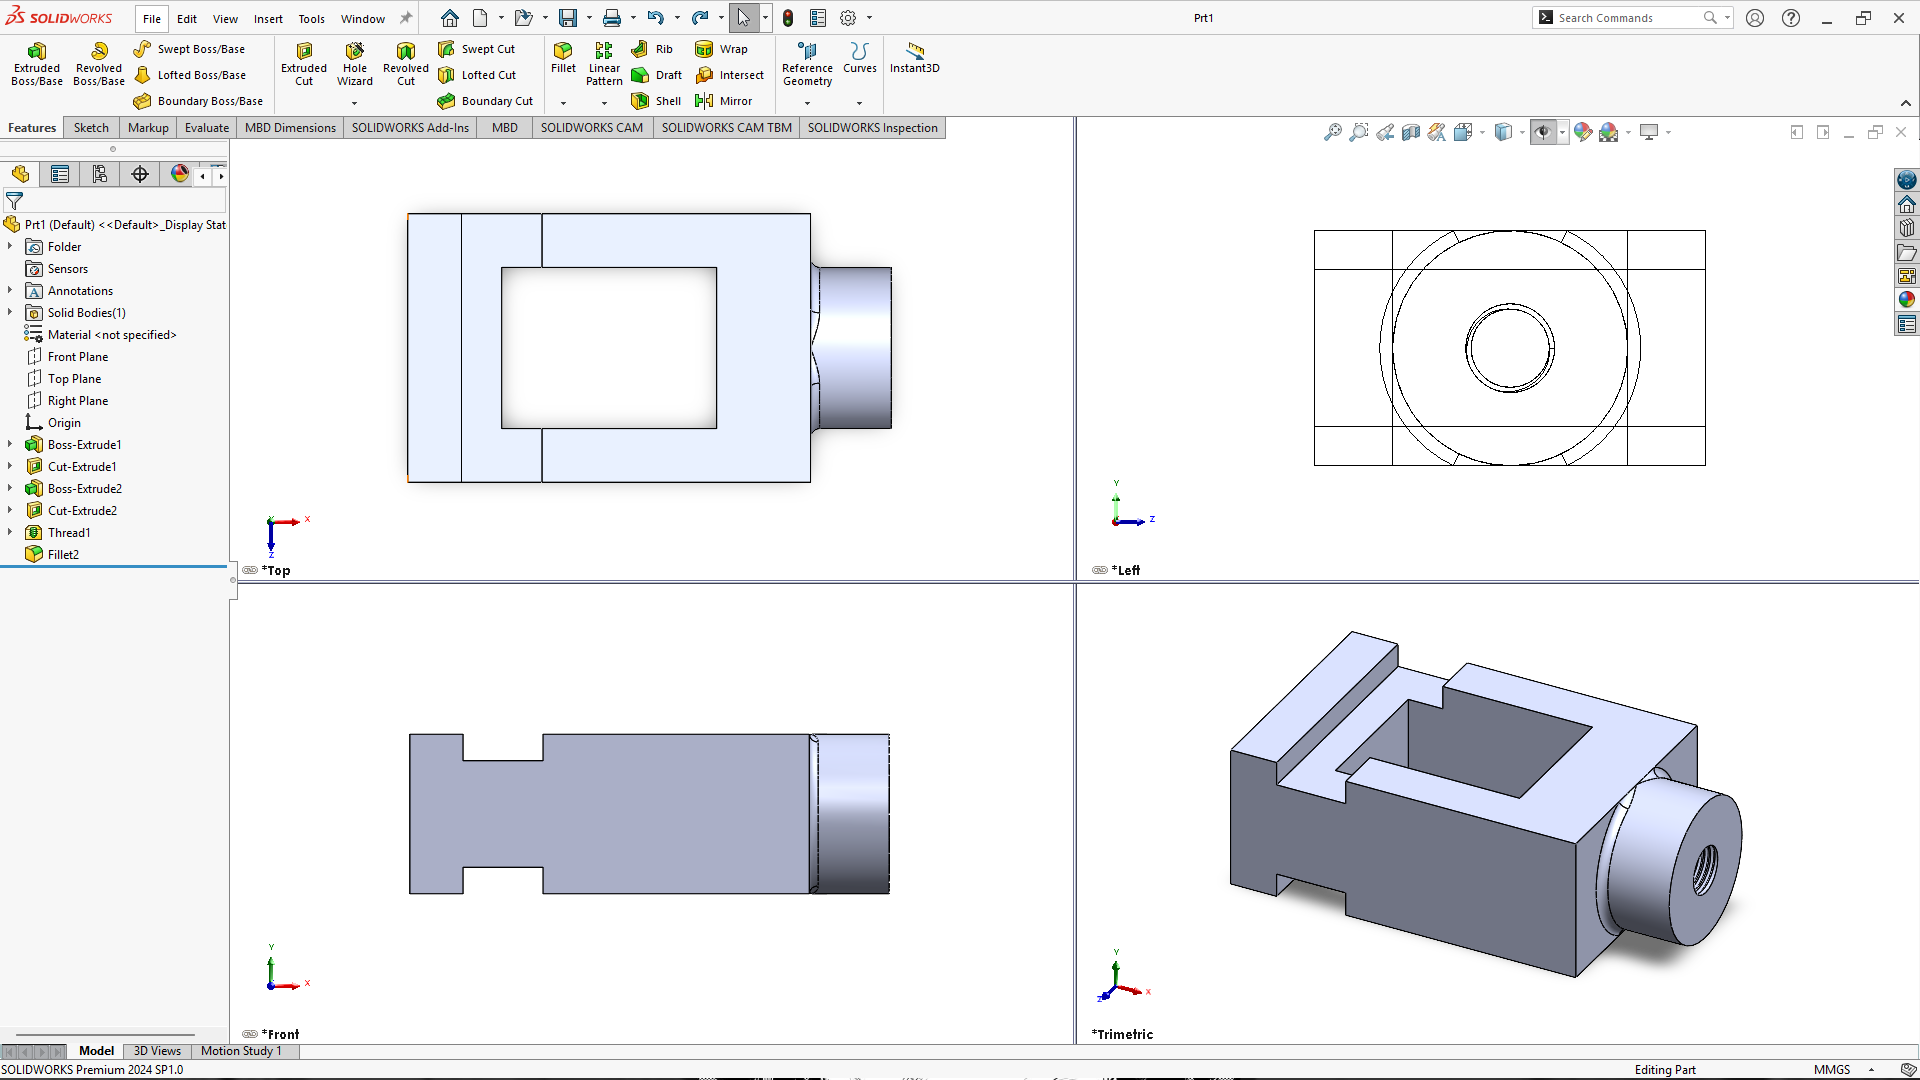 SOLIDWORKS
File Edit View Insert Tools Window
Prt1
Search Commands
Extruded Boss/Base
Revolved Boss/Base
Swept Boss/Base
Lofted Boss/Base
Boundary Boss/Base
Extruded Cut
Hole Wizard
Revolved Cut
Swept Cut
Lofted Cut
Boundary Cut
Fillet
Linear Pattern
Rib
Draft
Shell
Wrap
Intersect
Mirror
Reference Geometry
Curves
Instant3D
Features Sketch Markup Evaluate MBD Dimensions SOLIDWORKS Add-Ins MBD SOLIDWORKS CAM SOLIDWORKS CAM TBM SOLIDWORKS Inspection
Prt1 (Default) <<Default>_Display Stat
Folder
Sensors
Annotations
Solid Bodies(1)
Material <not specified>
Front Plane
Top Plane
Right Plane
Origin
Boss-Extrude1
Cut-Extrude1
Boss-Extrude2
Cut-Extrude2
Thread1
Fillet2
Y
X
Z
*Top
Y
Z
*Left
Y
X
*Front
Y
X
Z
*Trimetric
Model 3D Views Motion Study 1
SOLIDWORKS Premium 2024 SP1.0
Editing Part
MMGS